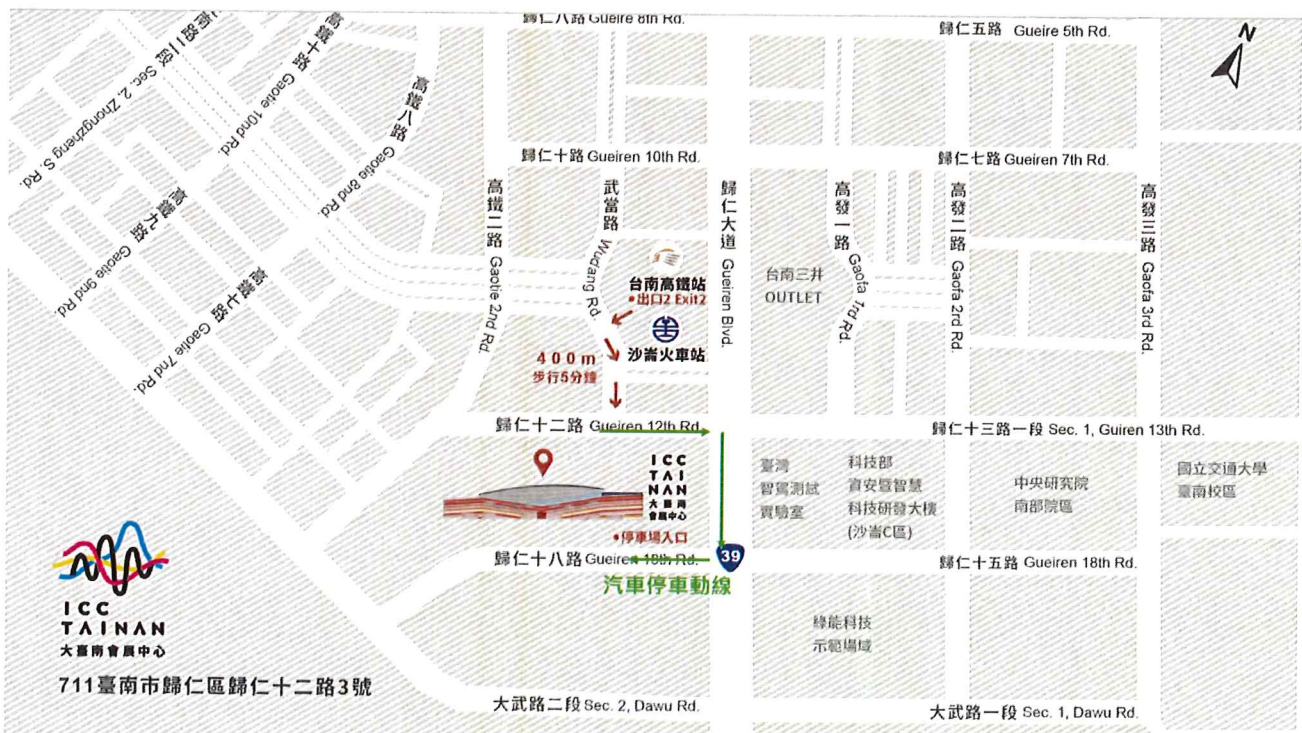 歸仁八路 Gueire 8th Rd.
歸仁五路 Gueire 5th Rd.
N
南路二段 Sec. 2, Zhongzheng S. Rd.
高鐵十路 Gaotie 10nd Rd.
高鐵八路 Gaotie 8nd Rd.
歸仁十路 Gueiren 10th Rd.
歸仁七路 Gueiren 7th Rd.
高鐵九路 Gaotie 9nd Rd.
高鐵七路 Gaotie 7nd Rd.
高鐵二路 Gaotie 2nd Rd.
武當路 Wudang Rd.
歸仁大道 Gueiren Blvd.
高發一路 Gaofa 1rd Rd.
高發二路 Gaofa 2rd Rd.
高發三路 Gaofa 3rd Rd.
台南高鐵站
•出口2 Exit2
沙崙火車站
400m
步行5分鐘
台南三井
OUTLET
歸仁十二路 Gueiren 12th Rd.
歸仁十三路一段 Sec. 1, Guiren 13th Rd.
ICC
TAI
NAN
大臺南
會展中心
•停車場入口
臺灣
智駕測試
實驗室
科技部
資安暨智慧
科技研發大樓
(沙崙C區)
中央研究院
南部院區
國立交通大學
臺南校區
歸仁十八路 Gueiren 18th Rd.
39
歸仁十五路 Gueiren 18th Rd.
汽車停車動線
綠能科技
示範場域
ICC
TAINAN
大臺南會展中心
711臺南市歸仁區歸仁十二路3號
大武路二段 Sec. 2, Dawu Rd.
大武路一段 Sec. 1, Dawu Rd.